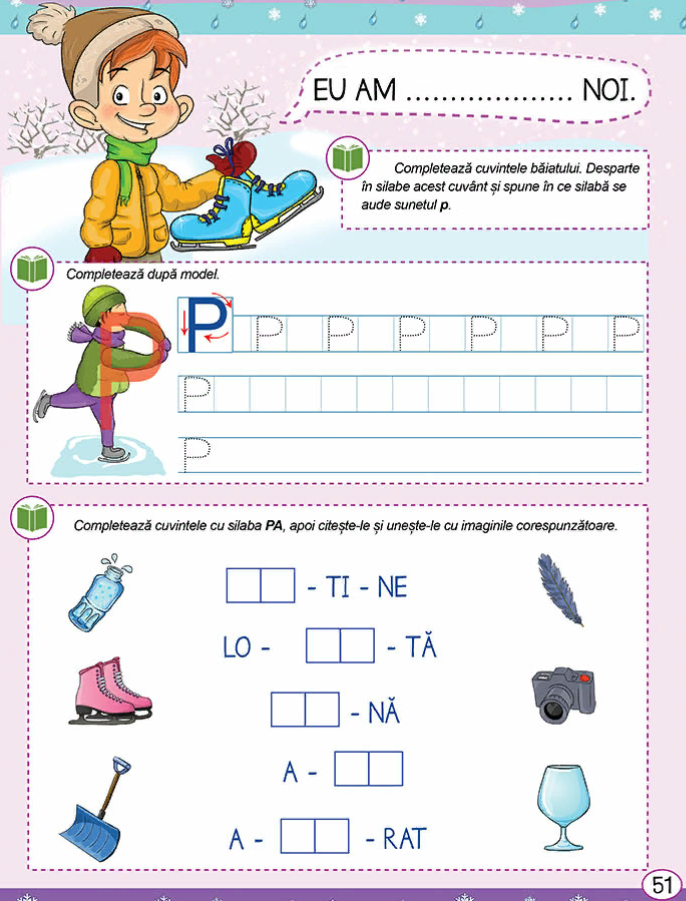 EU AM ................... NOI.
Completează cuvintele băiatului. Desparte
în silabe acest cuvânt și spune în ce silabă se
aude sunetul p.
Completează după model.
P P P P P P P
P
P
Completează cuvintele cu silaba PA, apoi citește-le și unește-le cu imaginile corespunzătoare.
- TI - NE
LO - - TĂ
- NĂ
A -
A - - RAT
51